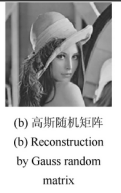 (b) 高斯随机矩阵
(b) Reconstruction
by Gauss random
matrix